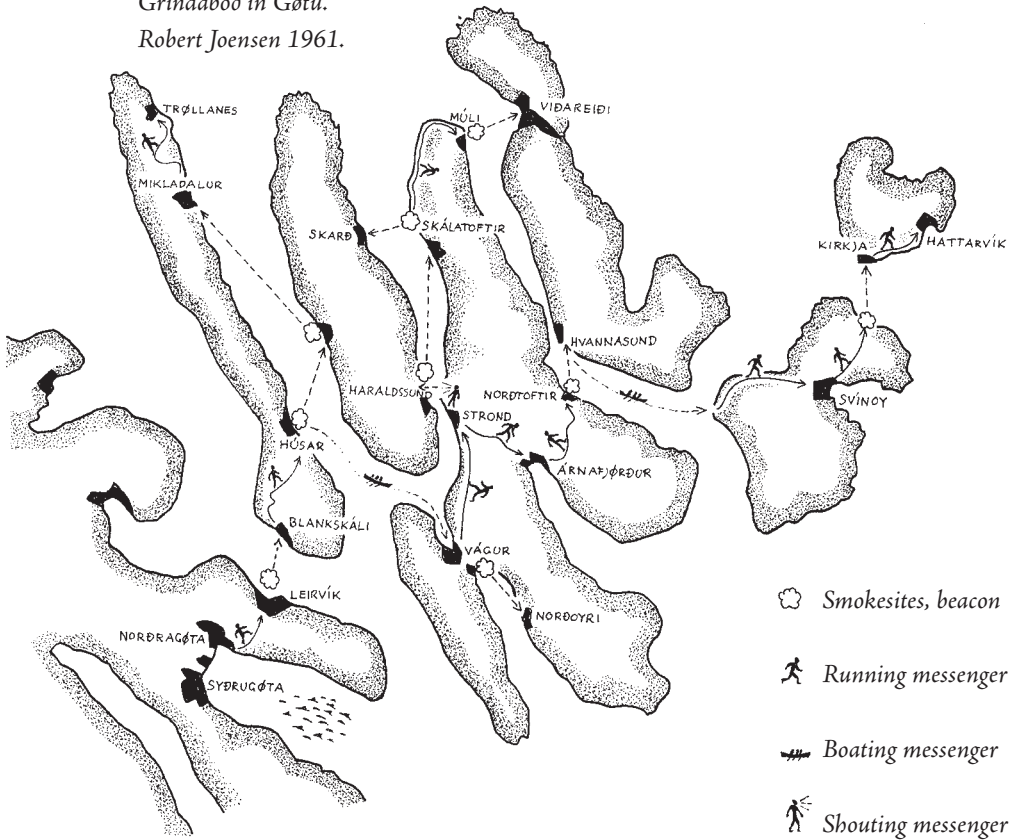 Grindaboð in Gøtu.
Robert Joensen 1961.
TRØLLANES
MÚLI
VIÐAREIÐI
MIKLADALUR
SKARÐ
SKÁLATOFTIR
KIRKJA
HATTARVÍK
HVANNASUND
HARALDSSUND
NORÐTOFTIR
SVÍNOY
STROND
HÚSAR
ÁRNAFJØRÐUR
BLANKSKÁLI
VÁGUR
LEIRVÍK
NORÐOYRI
NORÐRAGØTA
SYÐRUGØTA
Smokesites, beacon
Running messenger
Boating messenger
Shouting messenger